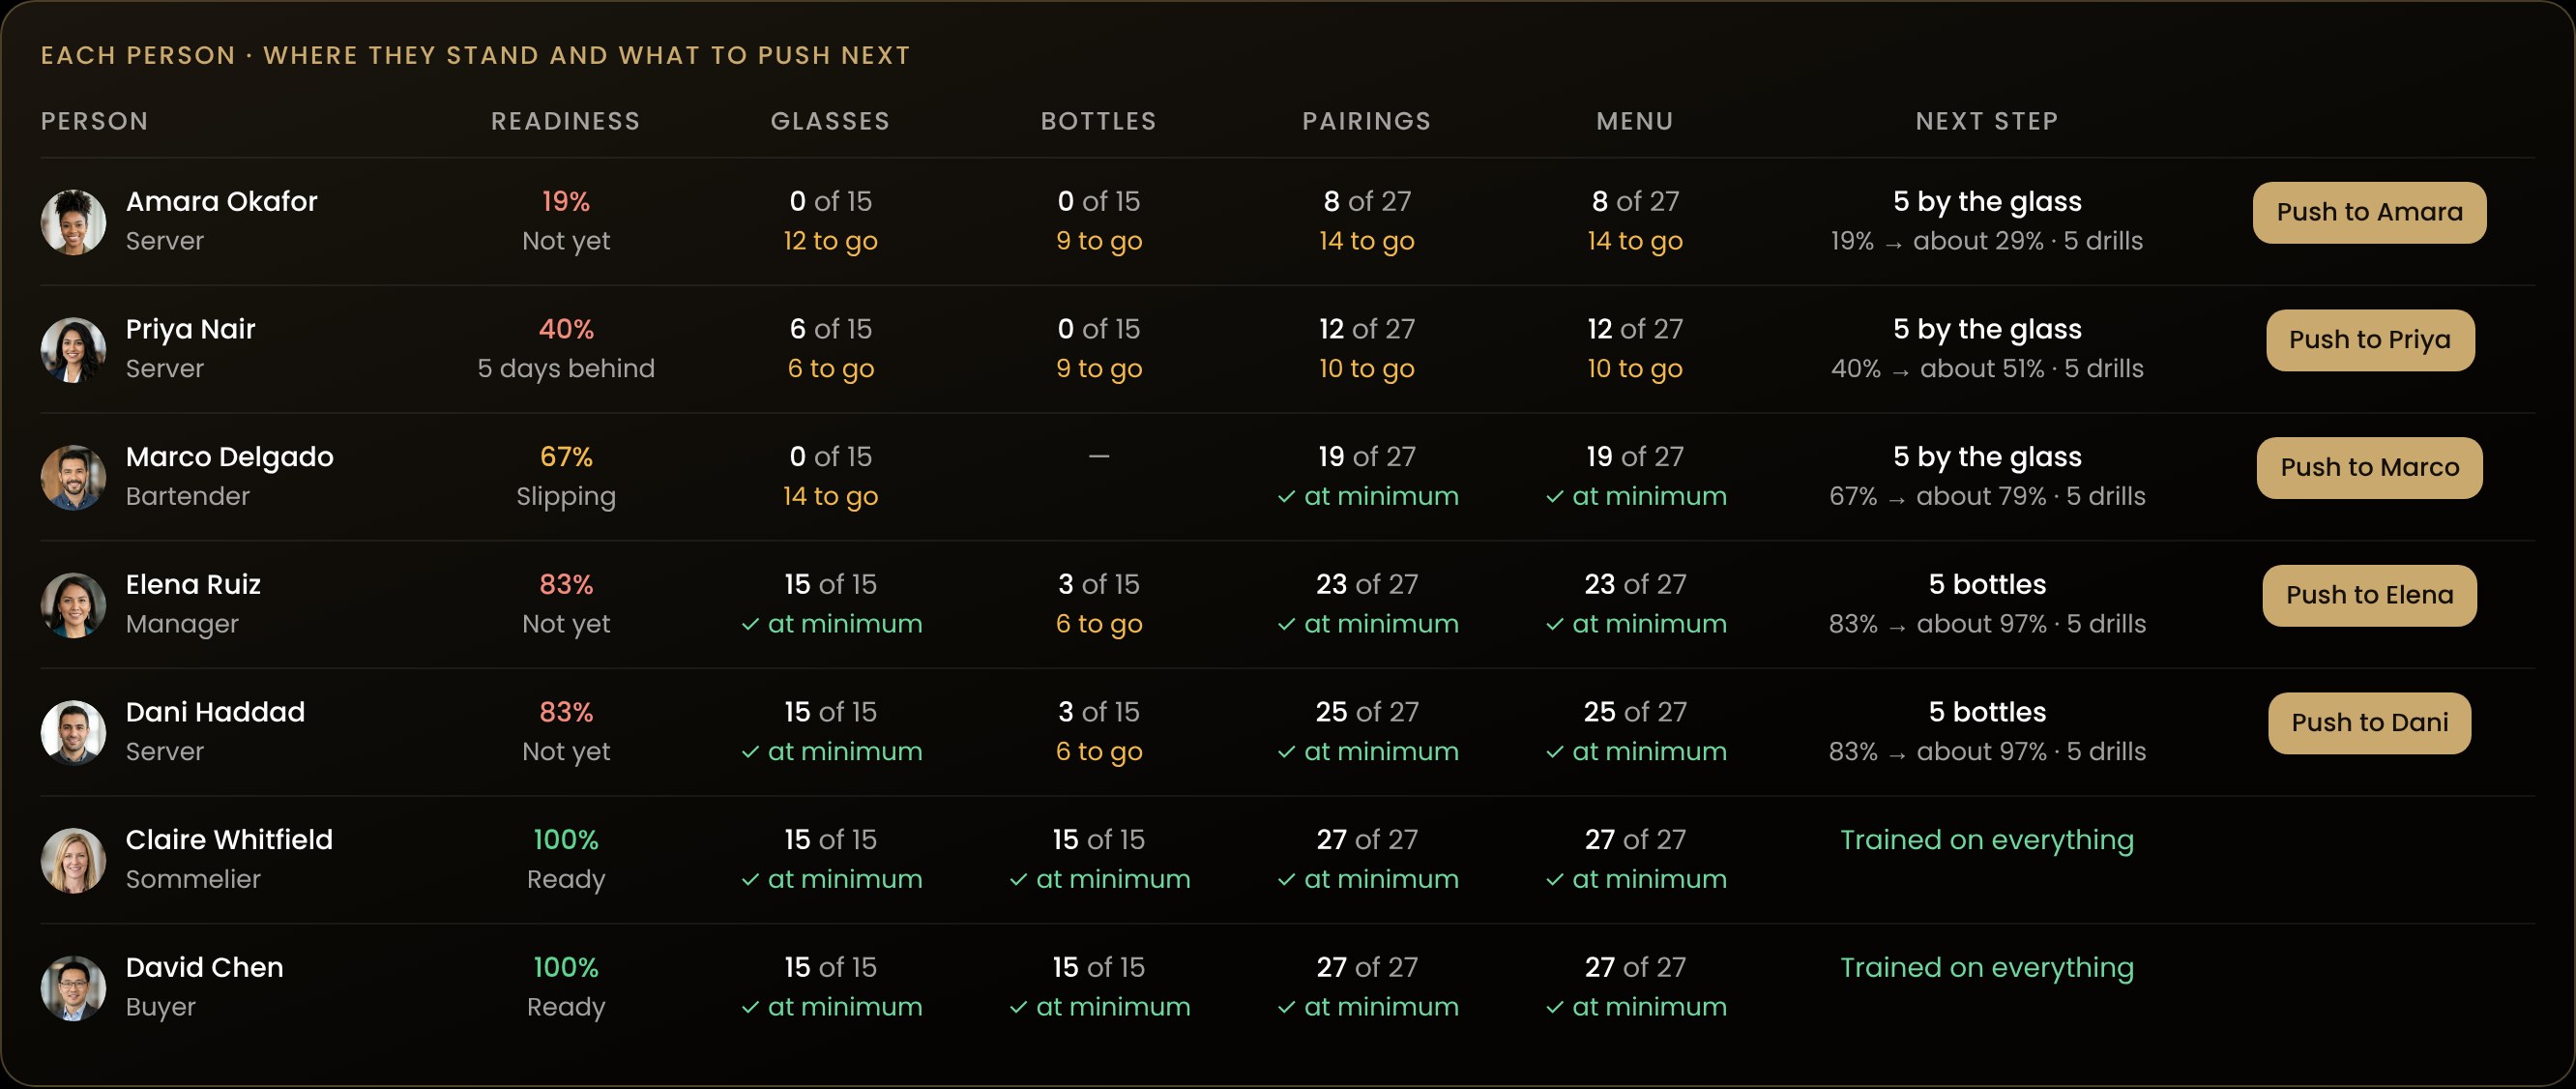 EACH PERSON · WHERE THEY STAND AND WHAT TO PUSH NEXT
PERSON READINESS GLASSES BOTTLES PAIRINGS MENU NEXT STEP
Amara Okafor 19% 0 of 15 0 of 15 8 of 27 8 of 27 5 by the glass Push to Amara
Server Not yet 12 to go 9 to go 14 to go 14 to go 19% → about 29% · 5 drills
Priya Nair 40% 6 of 15 0 of 15 12 of 27 12 of 27 5 by the glass Push to Priya
Server 5 days behind 6 to go 9 to go 10 to go 10 to go 40% → about 51% · 5 drills
Marco Delgado 67% 0 of 15 — 19 of 27 19 of 27 5 by the glass Push to Marco
Bartender Slipping 14 to go ✓ at minimum ✓ at minimum 67% → about 79% · 5 drills
Elena Ruiz 83% 15 of 15 3 of 15 23 of 27 23 of 27 5 bottles Push to Elena
Manager Not yet ✓ at minimum 6 to go ✓ at minimum ✓ at minimum 83% → about 97% · 5 drills
Dani Haddad 83% 15 of 15 3 of 15 25 of 27 25 of 27 5 bottles Push to Dani
Server Not yet ✓ at minimum 6 to go ✓ at minimum ✓ at minimum 83% → about 97% · 5 drills
Claire Whitfield 100% 15 of 15 15 of 15 27 of 27 27 of 27 Trained on everything
Sommelier Ready ✓ at minimum ✓ at minimum ✓ at minimum ✓ at minimum
David Chen 100% 15 of 15 15 of 15 27 of 27 27 of 27 Trained on everything
Buyer Ready ✓ at minimum ✓ at minimum ✓ at minimum ✓ at minimum